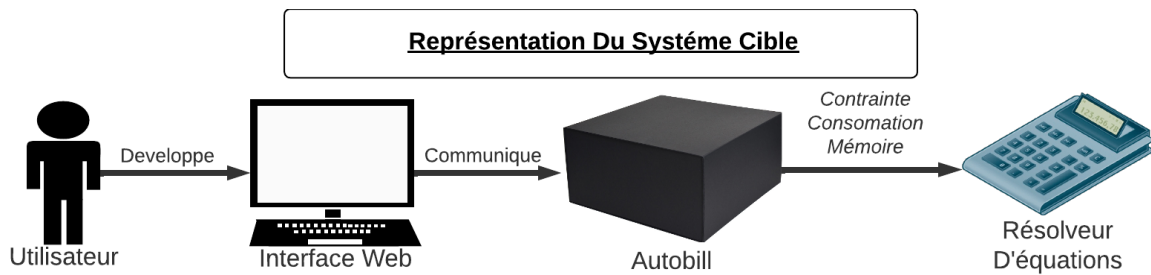 Représentation Du Systéme Cible
Developpe
Communique
Contrainte
Consomation
Mémoire
Utilisateur
Interface Web
Autobill
Résolveur
D'équations